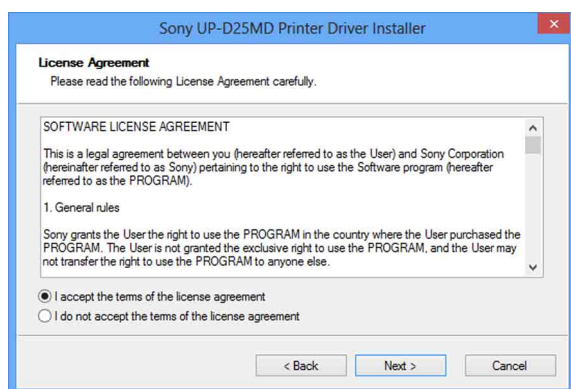 Sony UP-D25MD Printer Driver Installer
License Agreement
Please read the following License Agreement carefully.
SOFTWARE LICENSE AGREEMENT
This is a legal agreement between you (hereafter referred to as the User) and Sony Corporation
(hereinafter referred to as Sony) pertaining to the right to use the Software program (hereafter
referred to as the PROGRAM).
1. General rules
Sony grants the User the right to use the PROGRAM in the country where the User purchased the
PROGRAM. The User is not granted the exclusive right to use the PROGRAM, and the User may
not transfer the right to use the PROGRAM to anyone else.
I accept the terms of the license agreement
I do not accept the terms of the license agreement
< Back
Next >
Cancel